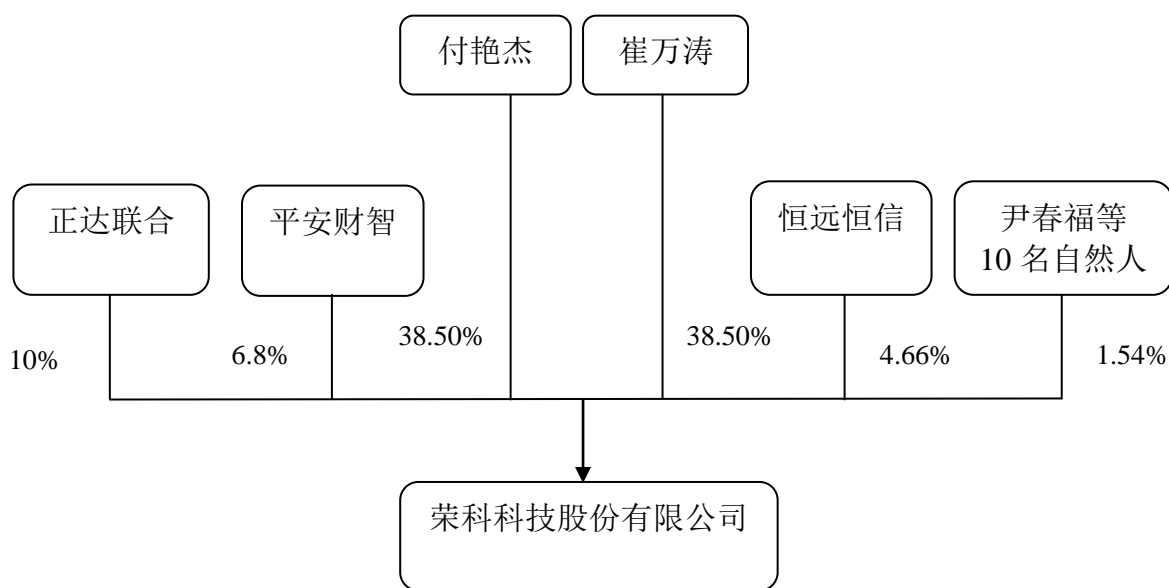 付艳杰
崔万涛
正达联合
平安财智
恒远恒信
尹春福等
10 名自然人
10%
6.8%
38.50%
38.50%
4.66%
1.54%
荣科科技股份有限公司